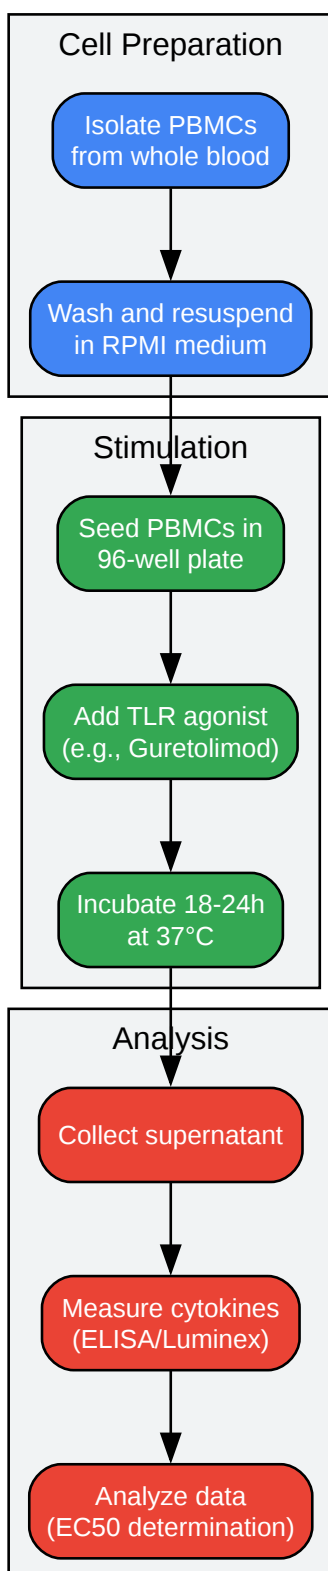 Cell Preparation
Isolate PBMCs
from whole blood
Wash and resuspend
in RPMI medium
Stimulation
Seed PBMCs in
96-well plate
Add TLR agonist
(e.g., Guretolimod)
Incubate 18-24h
at 37°C
Analysis
Collect supernatant
Measure cytokines
(ELISA/Luminex)
Analyze data
(EC50 determination)